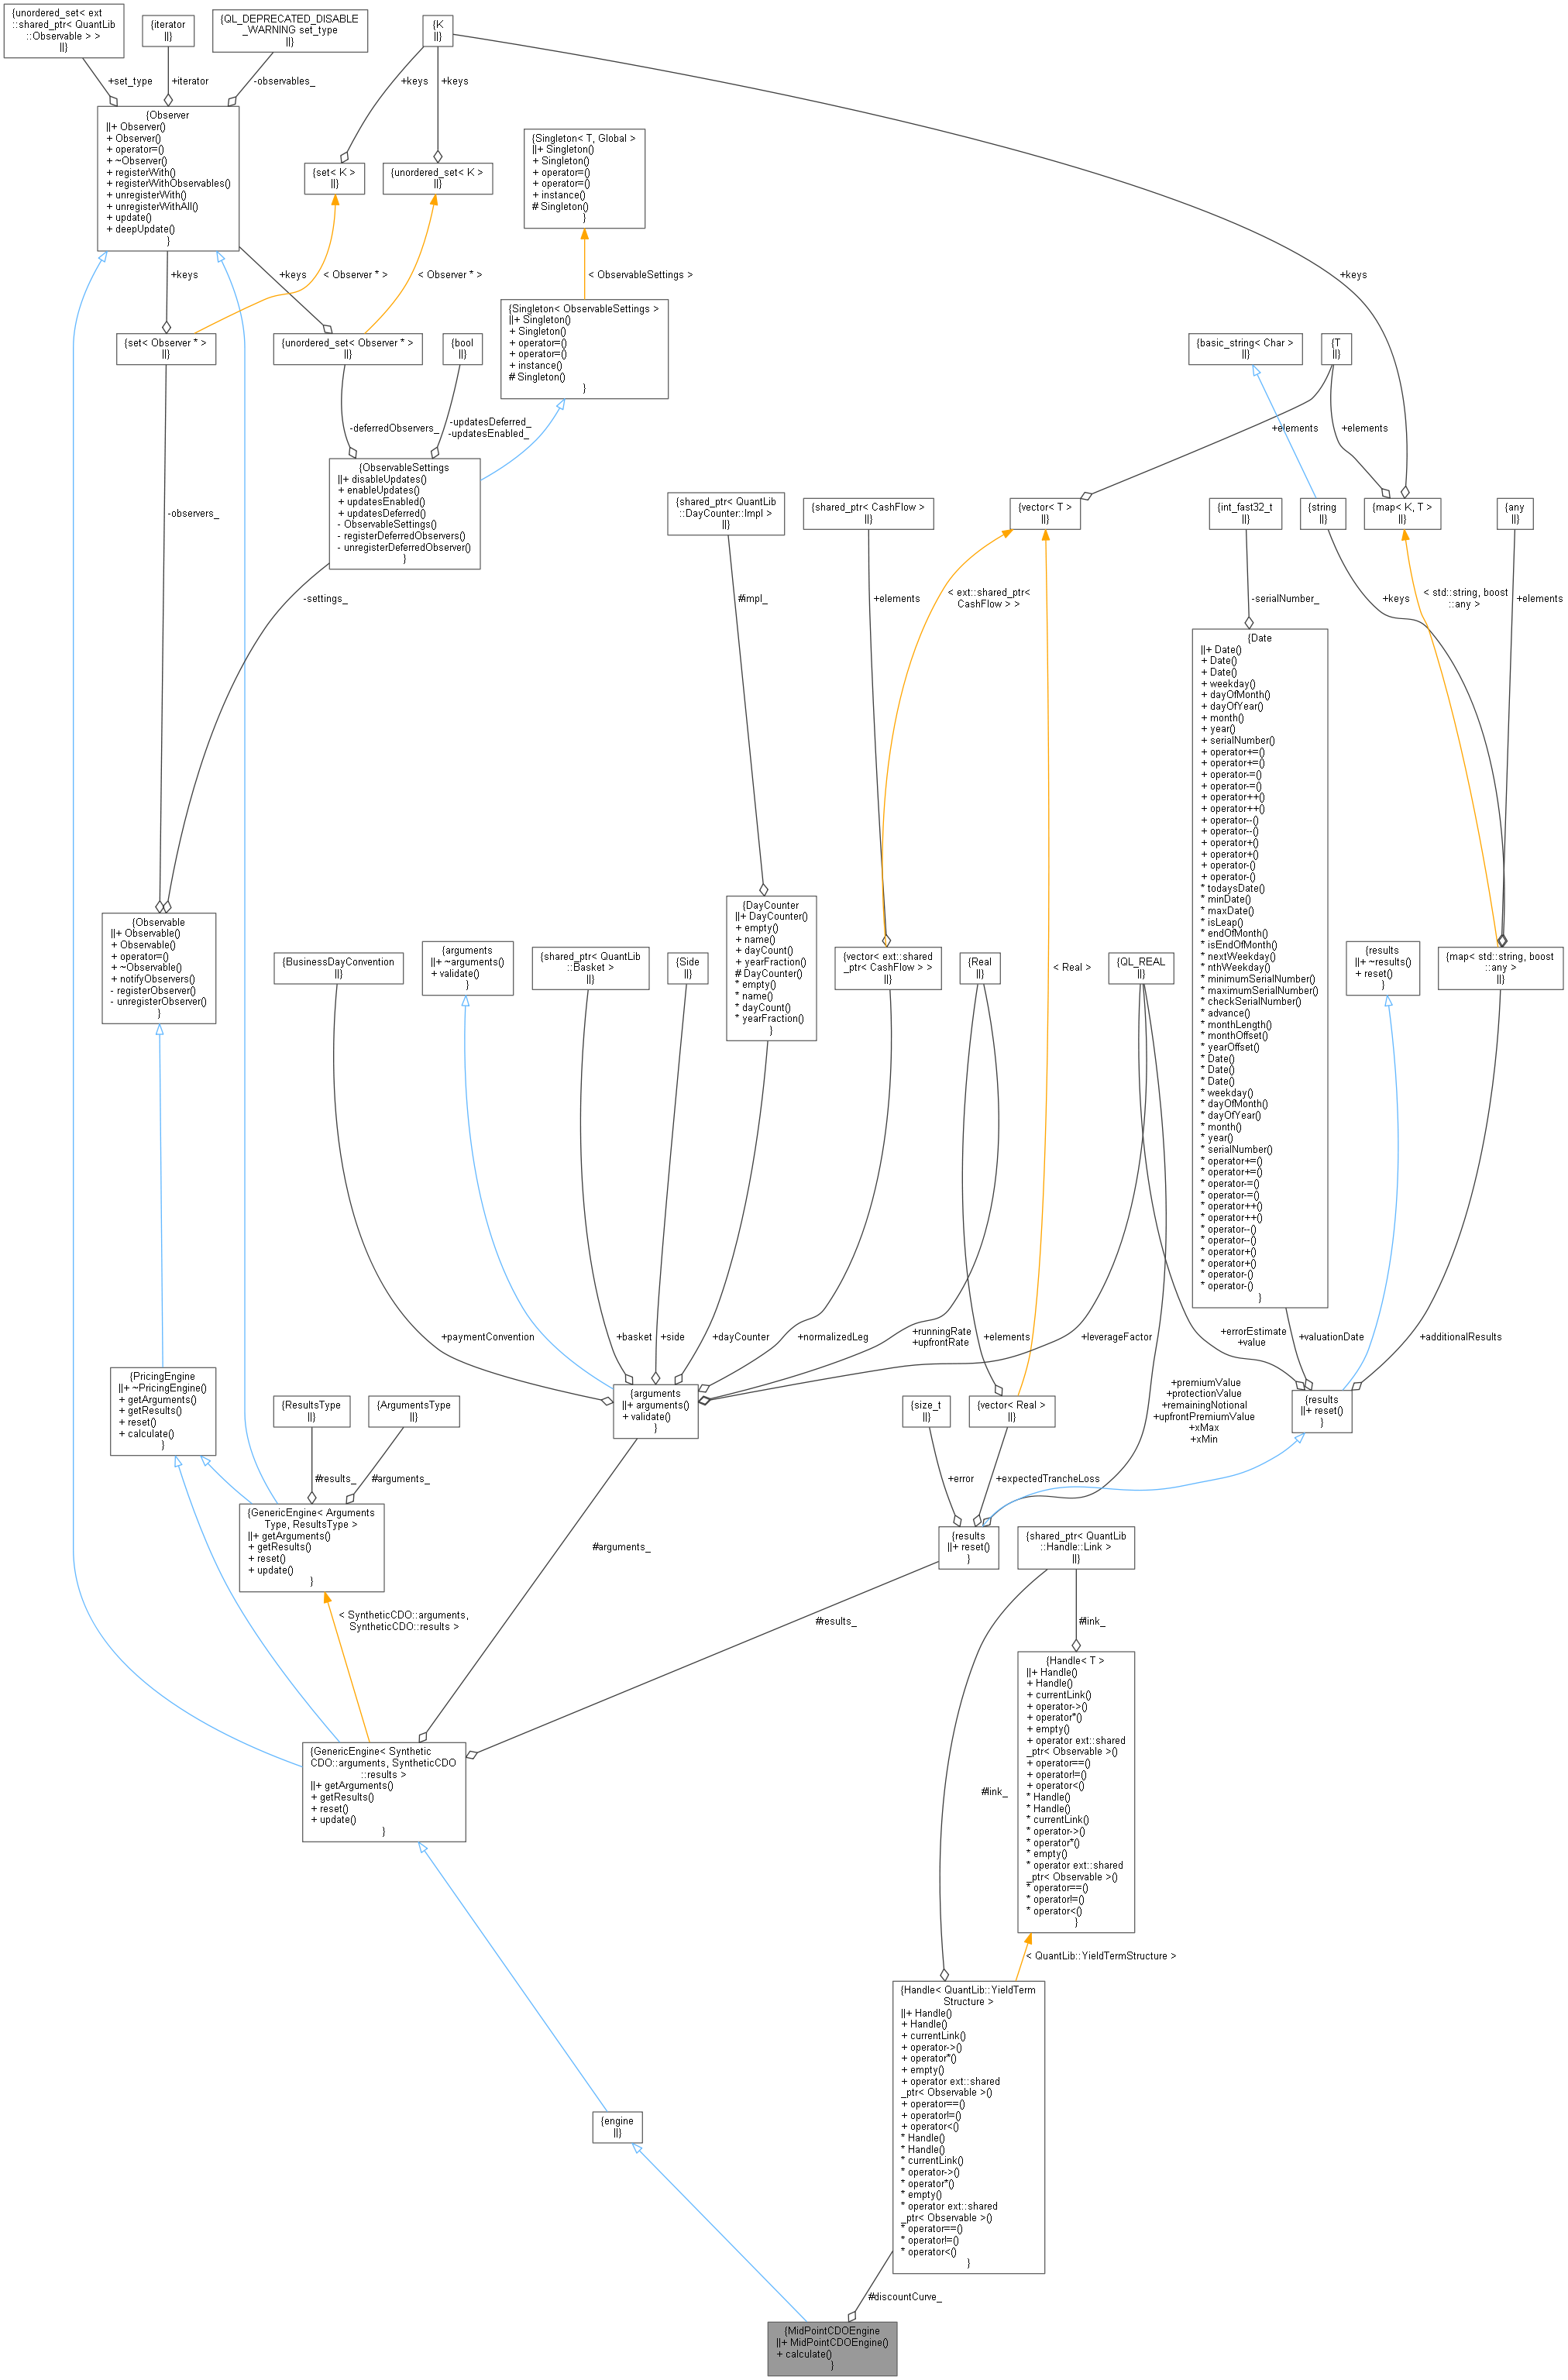 {unordered_set< ext
::shared_ptr< QuantLib
::Observable > >
||}
{iterator
||}
{QL_DEPRECATED_DISABLE
_WARNING set_type
||}
{K
||}
+set_type
+iterator
-observables_
+keys
+keys
{Observer
||+ Observer()
+ Observer()
+ operator=()
+ ~Observer()
+ registerWith()
+ registerWithObservables()
+ unregisterWith()
+ unregisterWithAll()
+ update()
+ deepUpdate()
}
{set< K >
||}
{unordered_set< K >
||}
{Singleton< T, Global >
||+ Singleton()
+ Singleton()
+ operator=()
+ operator=()
+ instance()
# Singleton()
}
+keys
+keys
< Observer * >
< Observer * >
< ObservableSettings >
+keys
{set< Observer * >
||}
{unordered_set< Observer * >
||}
{bool
||}
{Singleton< ObservableSettings >
||+ Singleton()
+ Singleton()
+ operator=()
+ operator=()
+ instance()
# Singleton()
}
{basic_string< Char >
||}
{T
||}
-deferredObservers_
-updatesDeferred_
-updatesEnabled_
+elements
+elements
-observers_
{ObservableSettings
||+ disableUpdates()
+ enableUpdates()
+ updatesEnabled()
+ updatesDeferred()
- ObservableSettings()
- registerDeferredObservers()
- unregisterDeferredObserver()
}
{shared_ptr< QuantLib
::DayCounter::Impl >
||}
{shared_ptr< CashFlow >
||}
{vector< T >
||}
{int_fast32_t
||}
{string
||}
{map< K, T >
||}
{any
||}
-settings_
#impl_
+elements
< ext::shared_ptr<
CashFlow > >
-serialNumber_
+keys
< std::string, boost
::any >
+elements
{Date
||+ Date()
+ Date()
+ Date()
+ weekday()
+ dayOfMonth()
+ dayOfYear()
+ month()
+ year()
+ serialNumber()
+ operator+=()
+ operator+=()
+ operator-=()
+ operator-=()
+ operator++()
+ operator++()
+ operator--()
+ operator--()
+ operator+()
+ operator+()
+ operator-()
+ operator-()
* todaysDate()
* minDate()
* maxDate()
* isLeap()
* endOfMonth()
* isEndOfMonth()
* nextWeekday()
* nthWeekday()
* minimumSerialNumber()
* maximumSerialNumber()
* checkSerialNumber()
* advance()
* monthLength()
* monthOffset()
* yearOffset()
* Date()
* Date()
* Date()
* weekday()
* dayOfMonth()
* dayOfYear()
* month()
* year()
* serialNumber()
* operator+=()
* operator+=()
* operator-=()
* operator-=()
* operator++()
* operator++()
* operator--()
* operator--()
* operator+()
* operator+()
* operator-()
* operator-()
}
{Observable
||+ Observable()
+ Observable()
+ operator=()
+ ~Observable()
+ notifyObservers()
- registerObserver()
- unregisterObserver()
}
{BusinessDayConvention
||}
{arguments
||+ ~arguments()
+ validate()
}
{shared_ptr< QuantLib
::Basket >
||}
{Side
||}
{DayCounter
||+ DayCounter()
+ empty()
+ name()
+ dayCount()
+ yearFraction()
# DayCounter()
* empty()
* name()
* dayCount()
* yearFraction()
}
{vector< ext::shared
_ptr< CashFlow > >
||}
{Real
||}
< Real >
{QL_REAL
||}
{results
||+ ~results()
+ reset()
}
{map< std::string, boost
::any >
||}
+paymentConvention
+basket
+side
+dayCounter
+normalizedLeg
+runningRate
+upfrontRate
+elements
+leverageFactor
+errorEstimate
+value
+valuationDate
+additionalResults
{PricingEngine
||+ ~PricingEngine()
+ getArguments()
+ getResults()
+ reset()
+ calculate()
}
{ResultsType
||}
{ArgumentsType
||}
{arguments
||+ arguments()
+ validate()
}
{size_t
||}
{vector< Real >
||}
+premiumValue
+protectionValue
+remainingNotional
+upfrontPremiumValue
+xMax
+xMin
{results
||+ reset()
}
#results_
#arguments_
+error
+expectedTrancheLoss
{GenericEngine< Arguments
Type, ResultsType >
||+ getArguments()
+ getResults()
+ reset()
+ update()
}
#arguments_
{results
||+ reset()
}
{shared_ptr< QuantLib
::Handle::Link >
||}
< SyntheticCDO::arguments,
SyntheticCDO::results >
#results_
#link_
{Handle< T >
||+ Handle()
+ Handle()
+ currentLink()
+ operator->()
+ operator*()
+ empty()
+ operator ext::shared
_ptr< Observable >()
+ operator==()
+ operator!=()
+ operator<()
* Handle()
* Handle()
* currentLink()
* operator->()
* operator*()
* empty()
* operator ext::shared
_ptr< Observable >()
* operator==()
* operator!=()
* operator<()
}
{GenericEngine< Synthetic
CDO::arguments, SyntheticCDO
::results >
||+ getArguments()
+ getResults()
+ reset()
+ update()
}
#link_
< QuantLib::YieldTermStructure >
{Handle< QuantLib::YieldTerm
Structure >
||+ Handle()
+ Handle()
+ currentLink()
+ operator->()
+ operator*()
+ empty()
+ operator ext::shared
_ptr< Observable >()
+ operator==()
+ operator!=()
+ operator<()
* Handle()
* Handle()
* currentLink()
* operator->()
* operator*()
* empty()
* operator ext::shared
_ptr< Observable >()
* operator==()
* operator!=()
* operator<()
}
{engine
||}
#discountCurve_
{MidPointCDOEngine
||+ MidPointCDOEngine()
+ calculate()
}